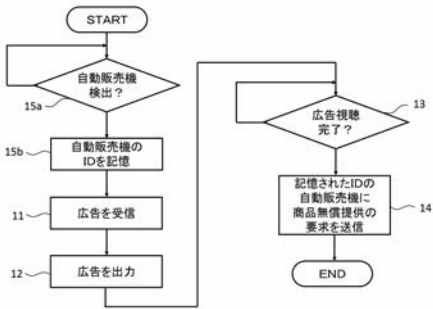 START
自動販売機
検出？
15a
自動販売機の
IDを記憶
15b
広告を受信
11
広告を出力
12
広告視聴
完了？
13
記憶されたIDの
自動販売機に
商品無償提供の
要求を送信
14
END